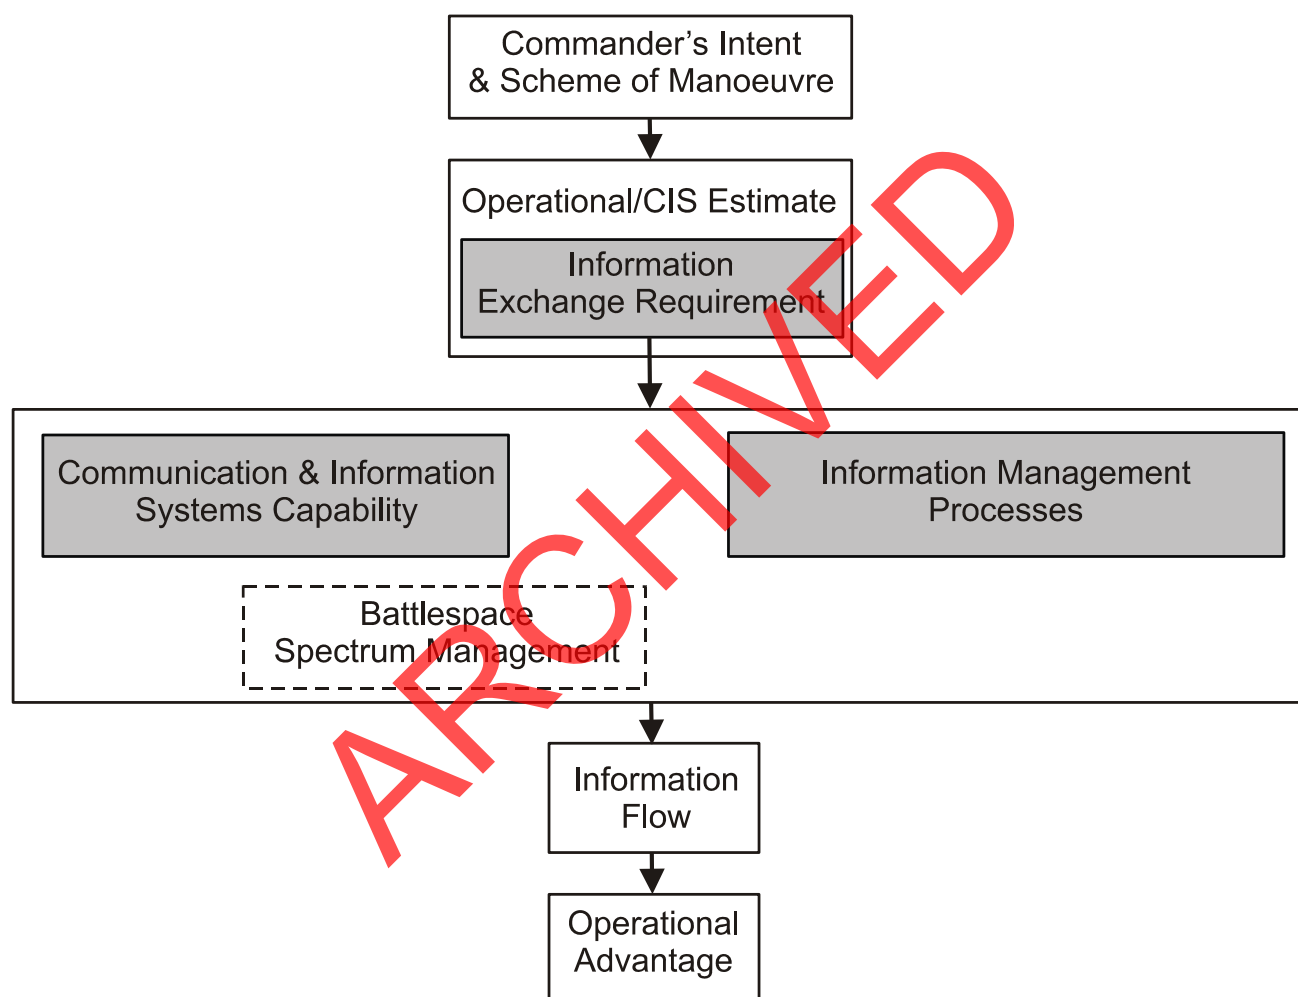 Commander’s Intent
& Scheme of Manoeuvre
Operational/CIS Estimate
Information
Exchange Requirement
Communication & Information
Systems Capability
Information Management
Processes
Battlespace
Spectrum Management
Information
Flow
Operational
Advantage
ARCHIVED